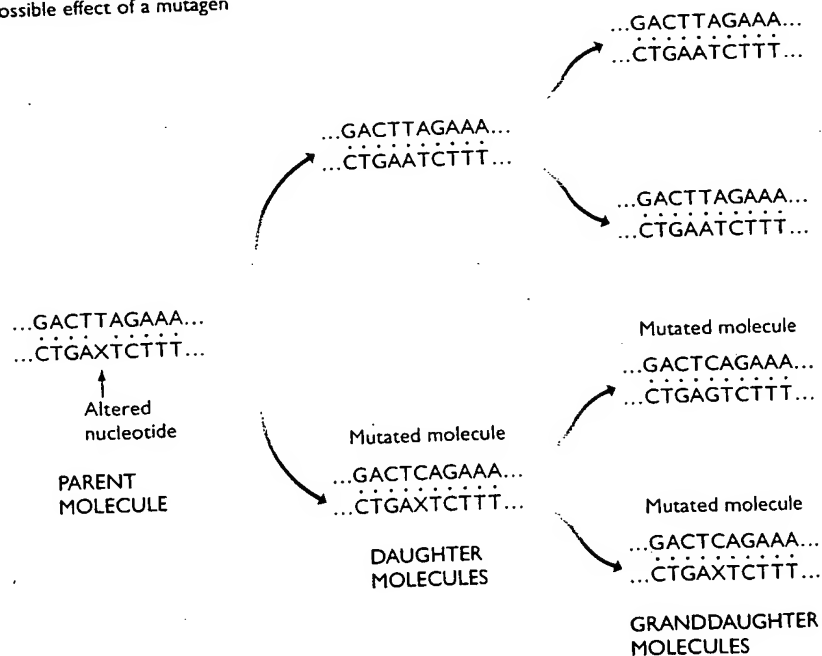 ossible effect of a mutagen
...GACTTAGAAA...
...CTGAATCTTT...
...GACTTAGAAA...
...CTGAATCTTT...
...GACTTAGAAA...
...CTGAATCTTT...
...GACTTAGAAA...
...CTGAXTCTTT...
Altered
nucleotide
PARENT
MOLECULE
Mutated molecule
...GACTCAGAAA...
...CTGAXTCTTT...
DAUGHTER
MOLECULES
Mutated molecule
...GACTCAGAAA...
...CTGAGTCTTT...
Mutated molecule
...GACTCAGAAA...
...CTGAXTCTTT...
GRANDDAUGHTER
MOLECULES